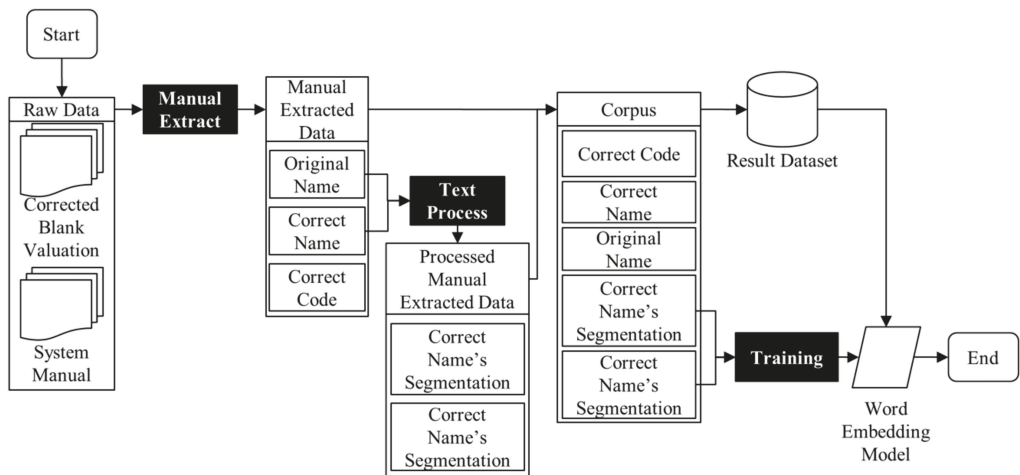 Start
Raw Data
Corrected
Blank
Valuation
System
Manual
Manual
Extract
Manual
Extracted
Data
Original
Name
Correct
Name
Correct
Code
Text
Process
Processed
Manual
Extracted Data
Correct
Name's
Segmentation
Correct
Name's
Segmentation
Corpus
Correct Code
Correct
Name
Original
Name
Correct
Name's
Segmentation
Correct
Name's
Segmentation
Result Dataset
Training
Word
Embedding
Model
End